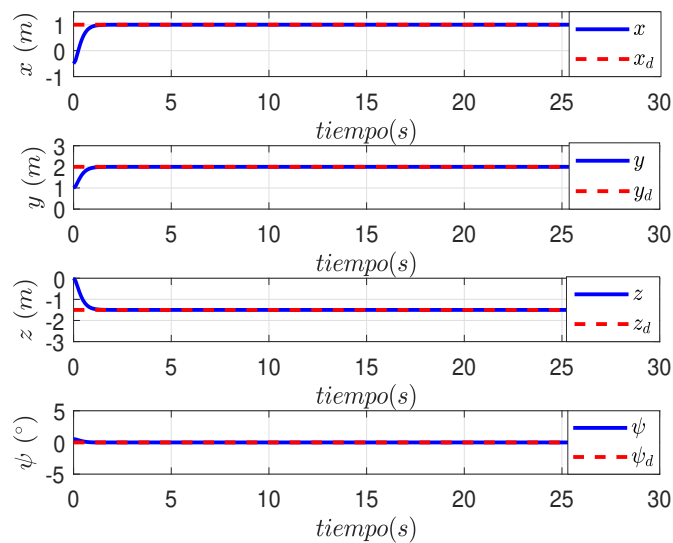 x (m)
1
0
-1
x
x_d
0 5 10 15 20 25 30
tiempo(s)
y (m)
3
2
1
0
y
y_d
0 5 10 15 20 25 30
tiempo(s)
z (m)
0
-1
-2
-3
z
z_d
0 5 10 15 20 25 30
tiempo(s)
ψ (°)
5
0
-5
ψ
ψ_d
0 5 10 15 20 25 30
tiempo(s)